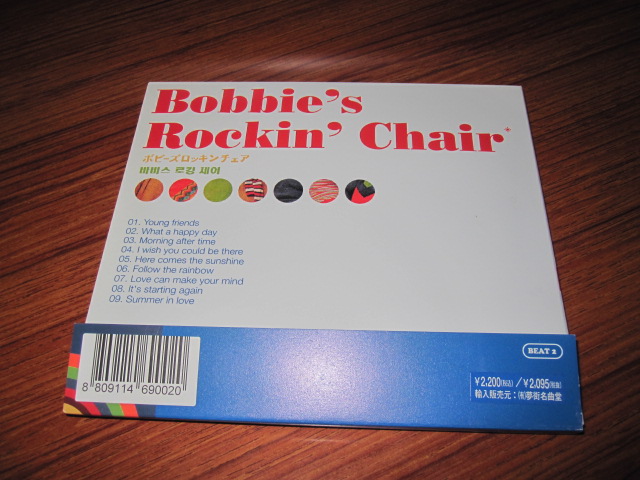 Bobbie's
Rockin' Chair*
ボビーズロッキンチェア
바비스 로킹 체어
01. Young friends
02. What a happy day
03. Morning after time
04. I wish you could be there
05. Here comes the sunshine
06. Follow the rainbow
07. Love can make your mind
08. It's starting again
09. Summer in love
BEAT 2
8 809114 690020
¥2,200(税込)/¥2,095(税抜)
輸入販売元:(有)夢街名曲堂